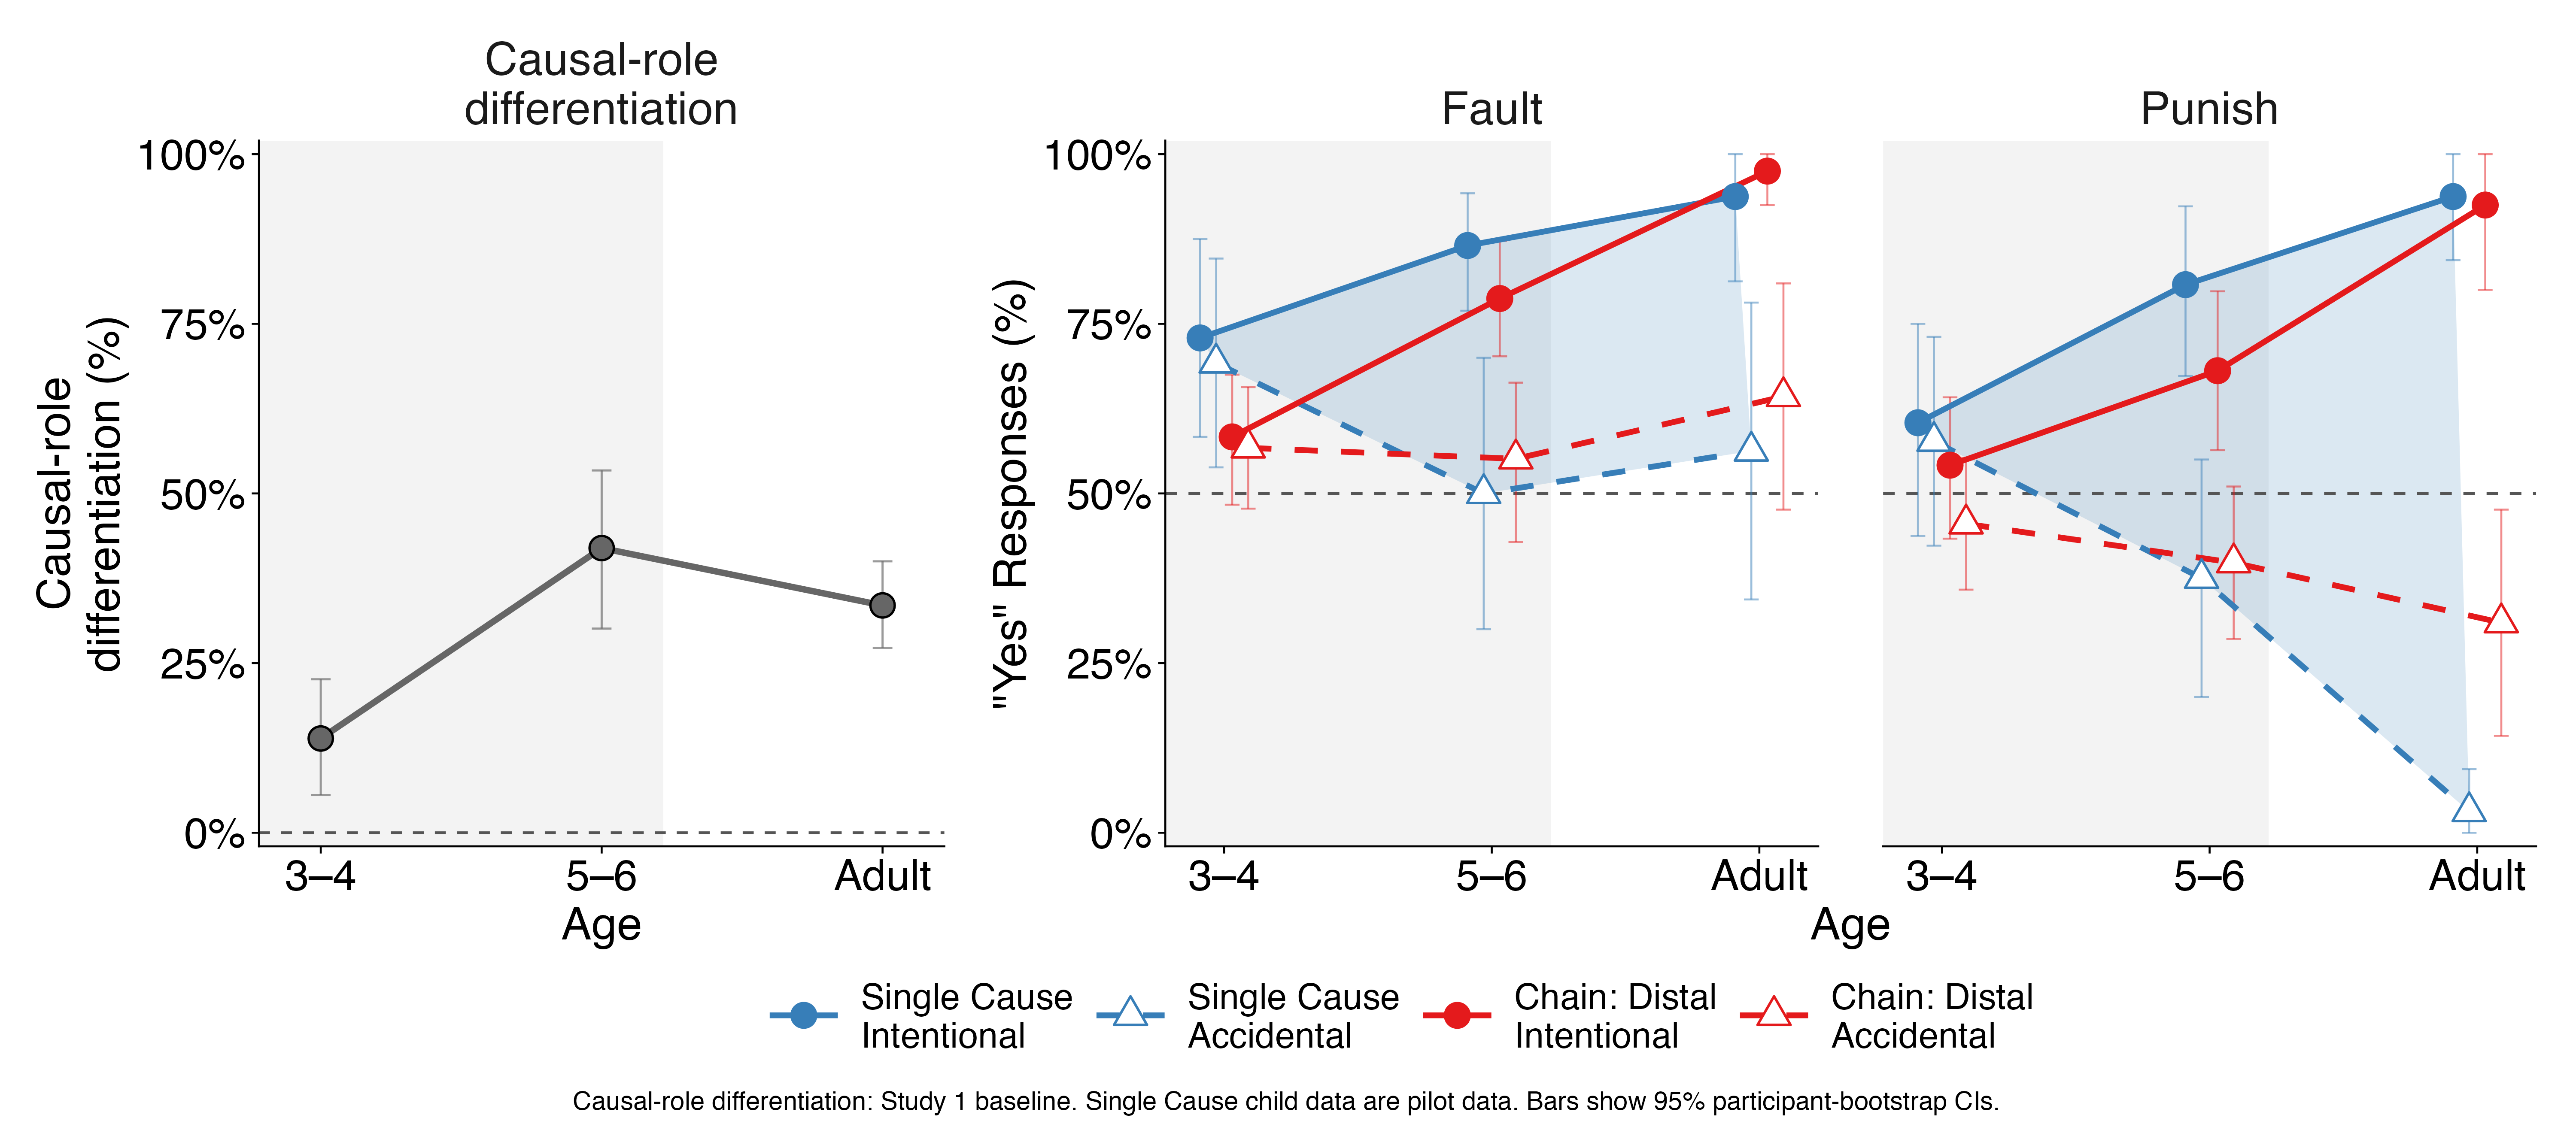 Causal-role
differentiation
Fault
Punish
Causal-role
differentiation (%)
100%
75%
50%
25%
0%
3–4
5–6
Adult
Age
"Yes" Responses (%)
100%
75%
50%
25%
0%
3–4
5–6
Adult
3–4
5–6
Adult
Age
Single Cause
Intentional
Single Cause
Accidental
Chain: Distal
Intentional
Chain: Distal
Accidental
Causal-role differentiation: Study 1 baseline. Single Cause child data are pilot data. Bars show 95% participant-bootstrap CIs.